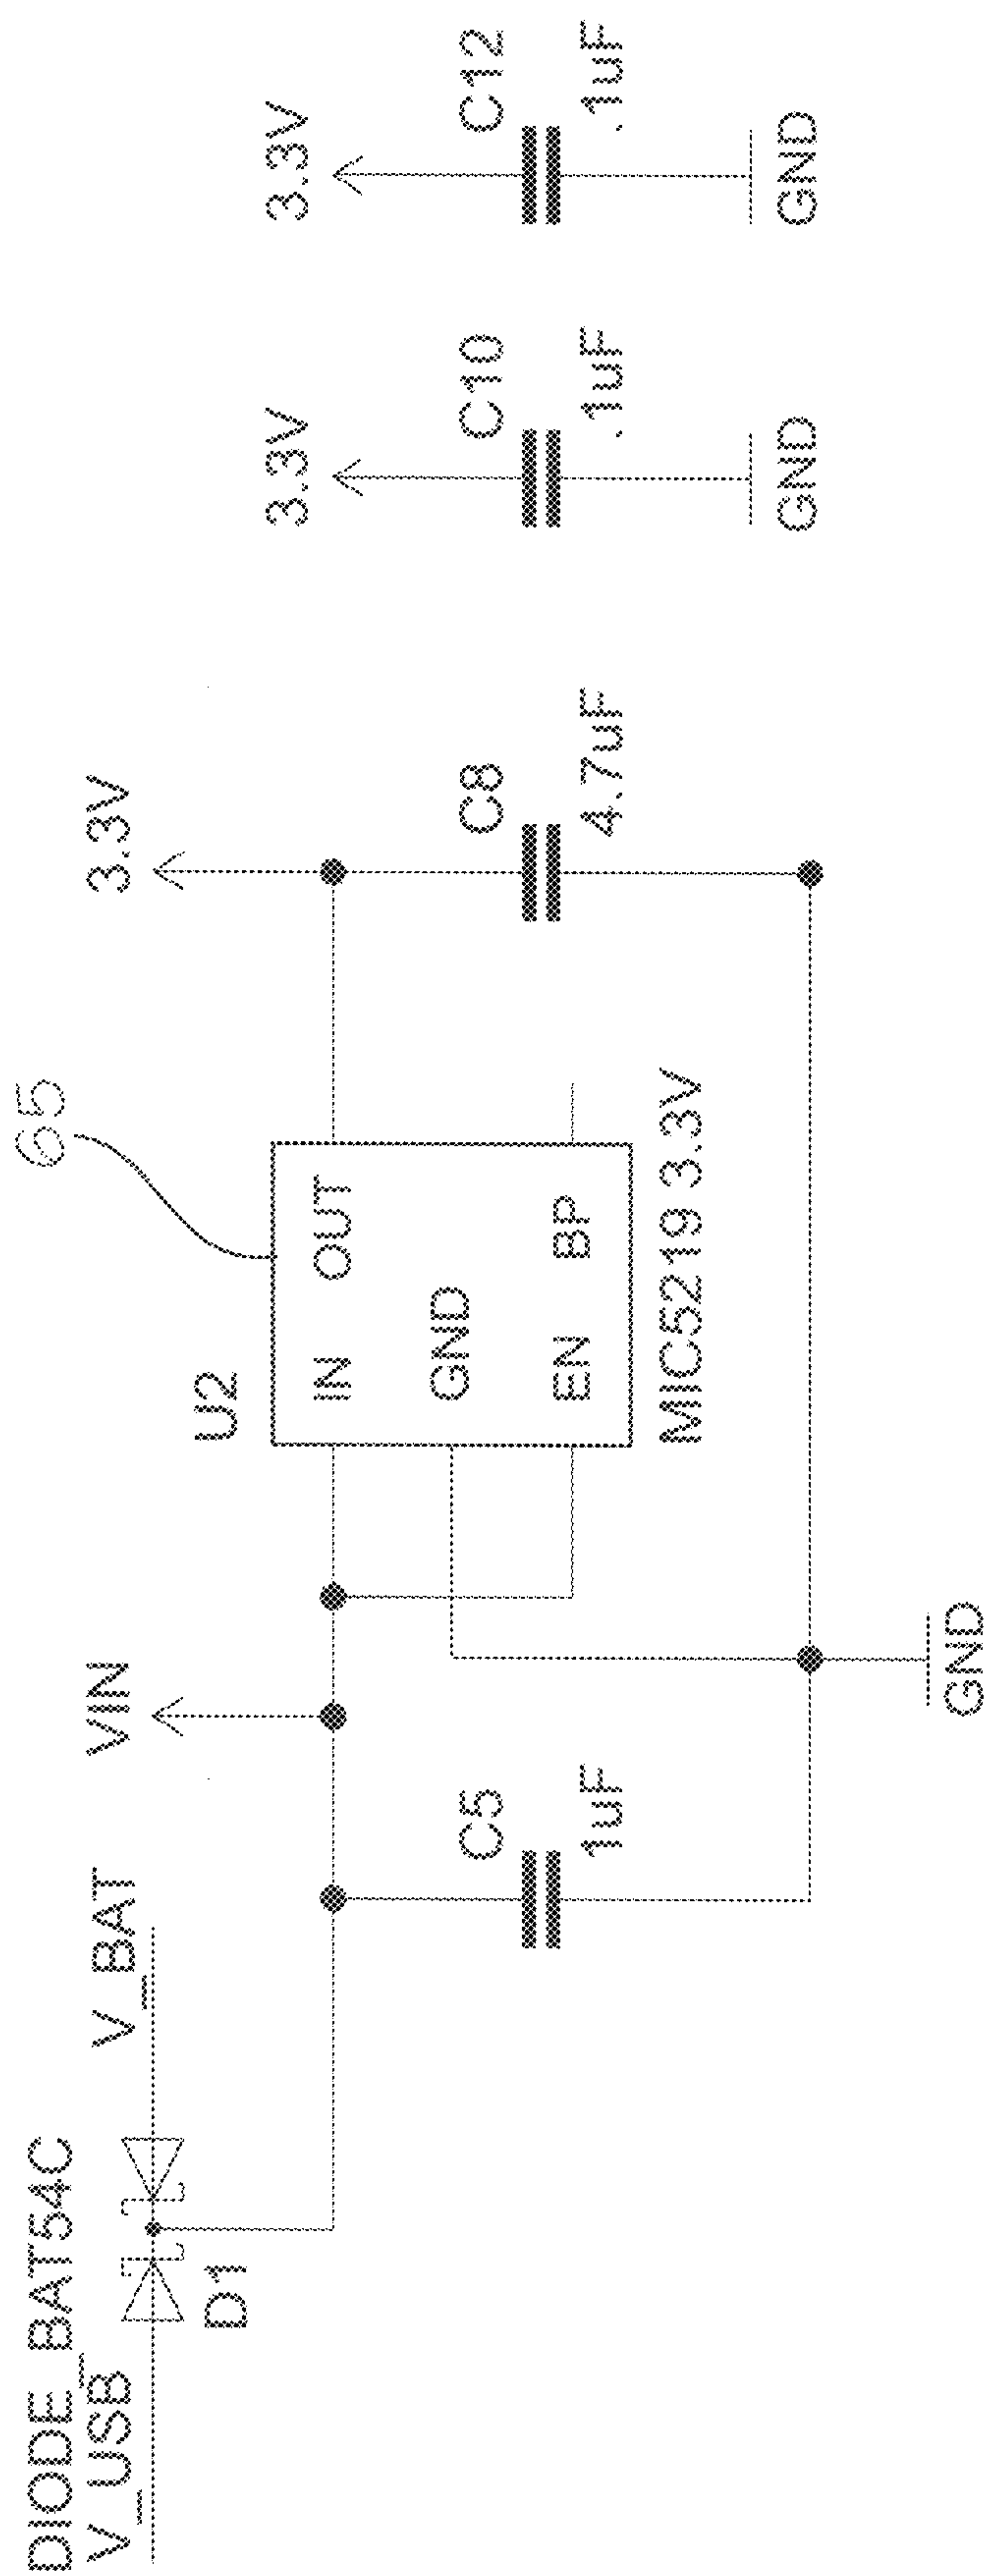 DIODE_BAT54C
V_USB
V_BAT
D1
VIN
C5
1uF
GND
U2
65
IN
OUT
GND
EN
BP
MIC5219 3.3V
3.3V
C8
4.7uF
3.3V
C10
.1uF
GND
3.3V
C12
.1uF
GND